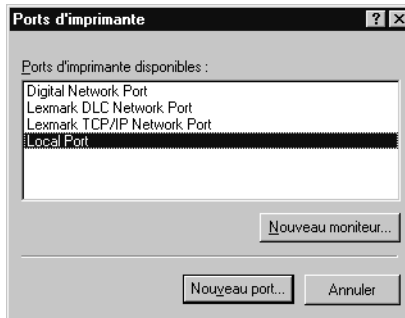 Ports d'imprimante
Ports d'imprimante disponibles :
Digital Network Port
Lexmark DLC Network Port
Lexmark TCP/IP Network Port
Local Port
Nouveau moniteur...
Nouveau port...
Annuler